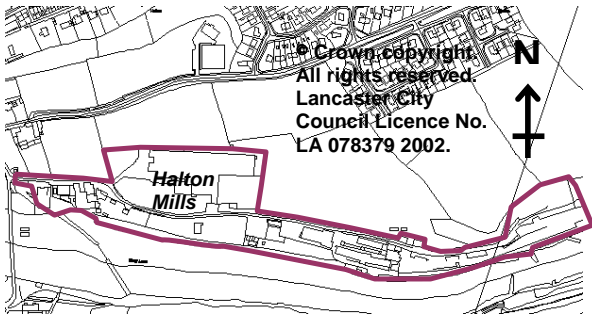 © Crown copyright.
All rights reserved.
Lancaster City
Council Licence No.
LA 078379 2002.
N
Halton
Mills